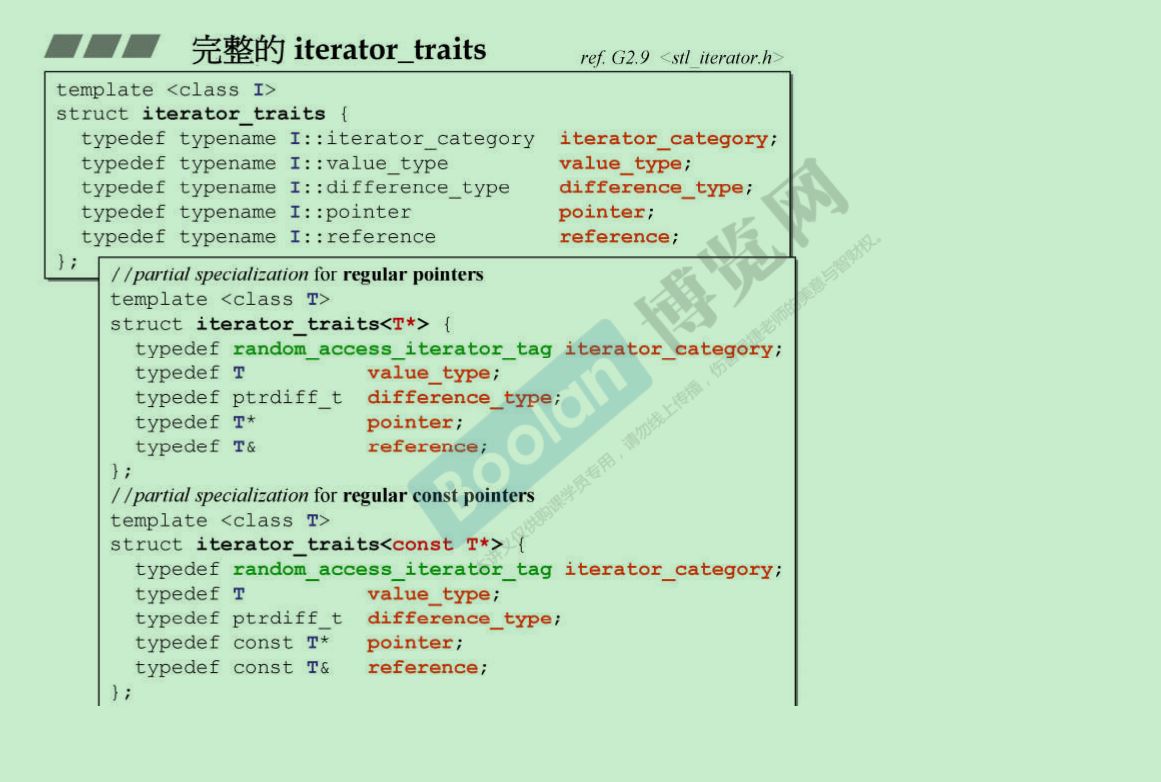 完整的 iterator_traits
ref. G2.9 <stl_iterator.h>
template <class I>
struct iterator_traits {
typedef typename I::iterator_category iterator_category;
typedef typename I::value_type value_type;
typedef typename I::difference_type difference_type;
typedef typename I::pointer pointer;
typedef typename I::reference reference;
};
//partial specialization for regular pointers
template <class T>
struct iterator_traits<T*> {
typedef random_access_iterator_tag iterator_category;
typedef T value_type;
typedef ptrdiff_t difference_type;
typedef T* pointer;
typedef T& reference;
};
//partial specialization for regular const pointers
template <class T>
struct iterator_traits<const T*> {
typedef random_access_iterator_tag iterator_category;
typedef T value_type;
typedef ptrdiff_t difference_type;
typedef const T* pointer;
typedef const T& reference;
};
Boolan 博览网
讲义仅供购课学员专用，请勿线上传播，伤害 老师的美意与智财权。